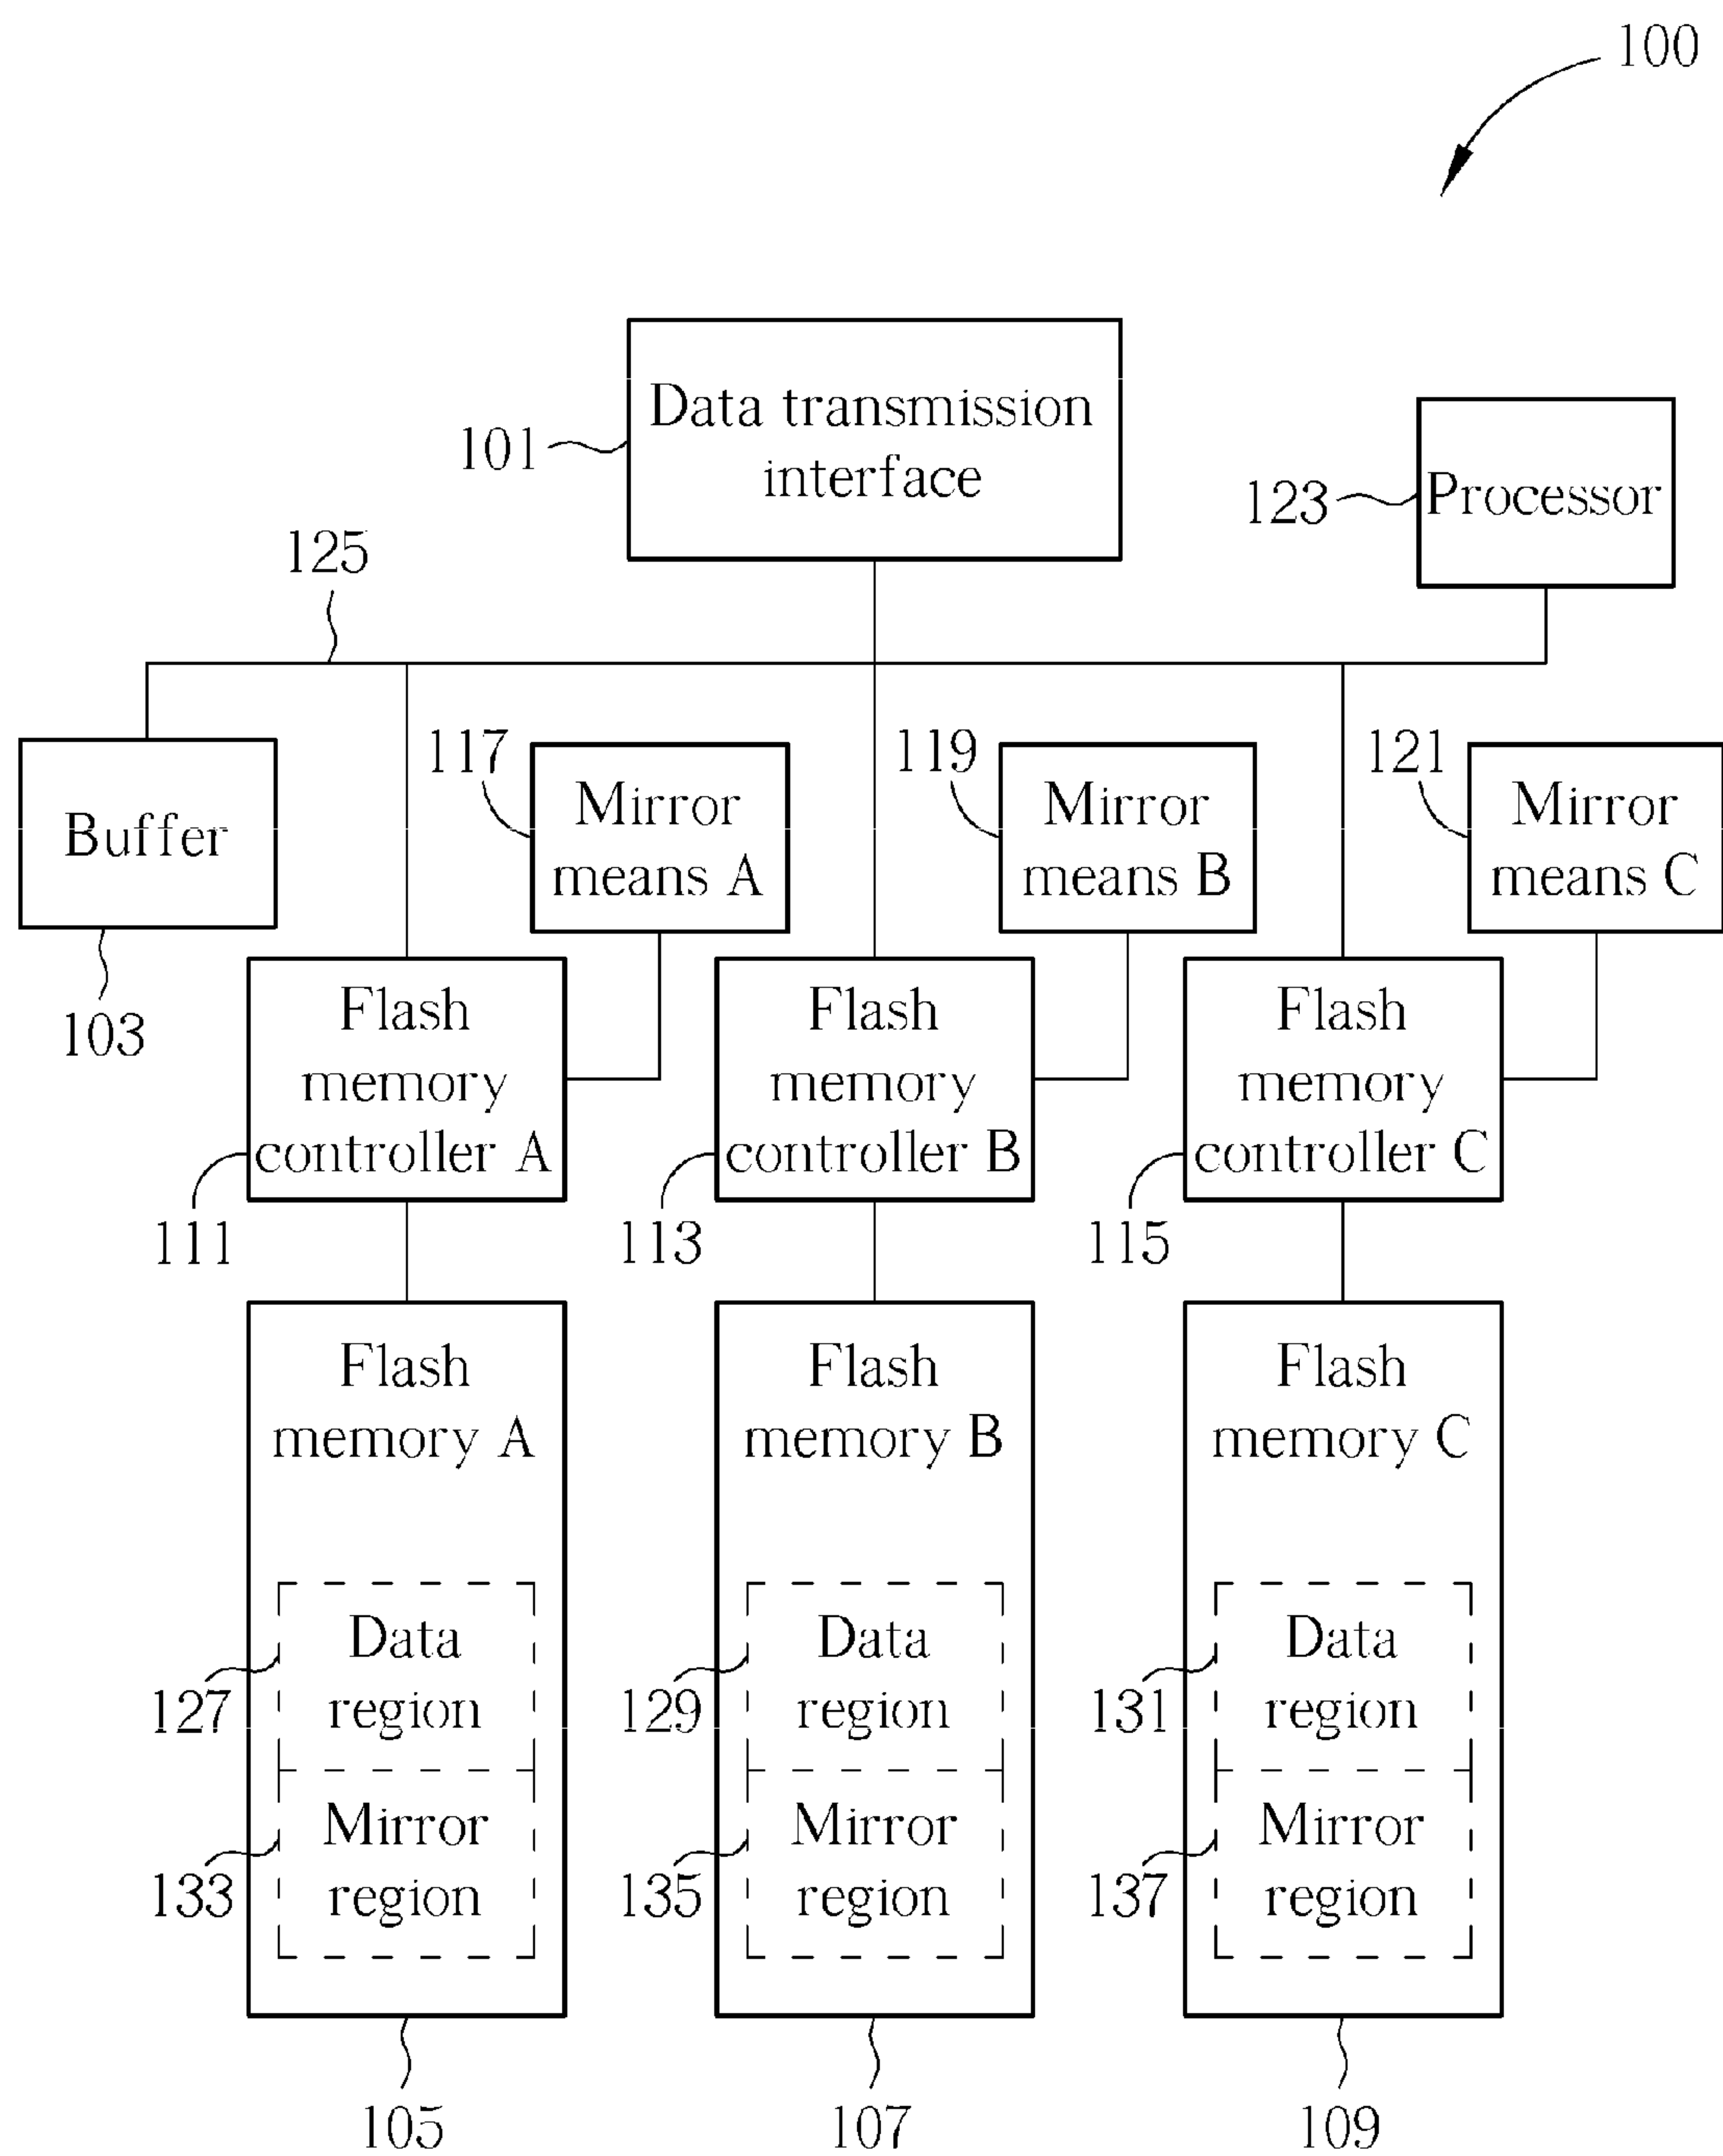 100
Data transmission
interface
101
Processor
123
125
117
119
121
Mirror
means A
Mirror
means B
Mirror
means C
Buffer
103
Flash
memory
controller A
Flash
memory
controller B
Flash
memory
controller C
111
113
115
Flash
memory A
Flash
memory B
Flash
memory C
Data
region
Data
region
Data
region
127
129
131
Mirror
region
Mirror
region
Mirror
region
133
135
137
105
107
109